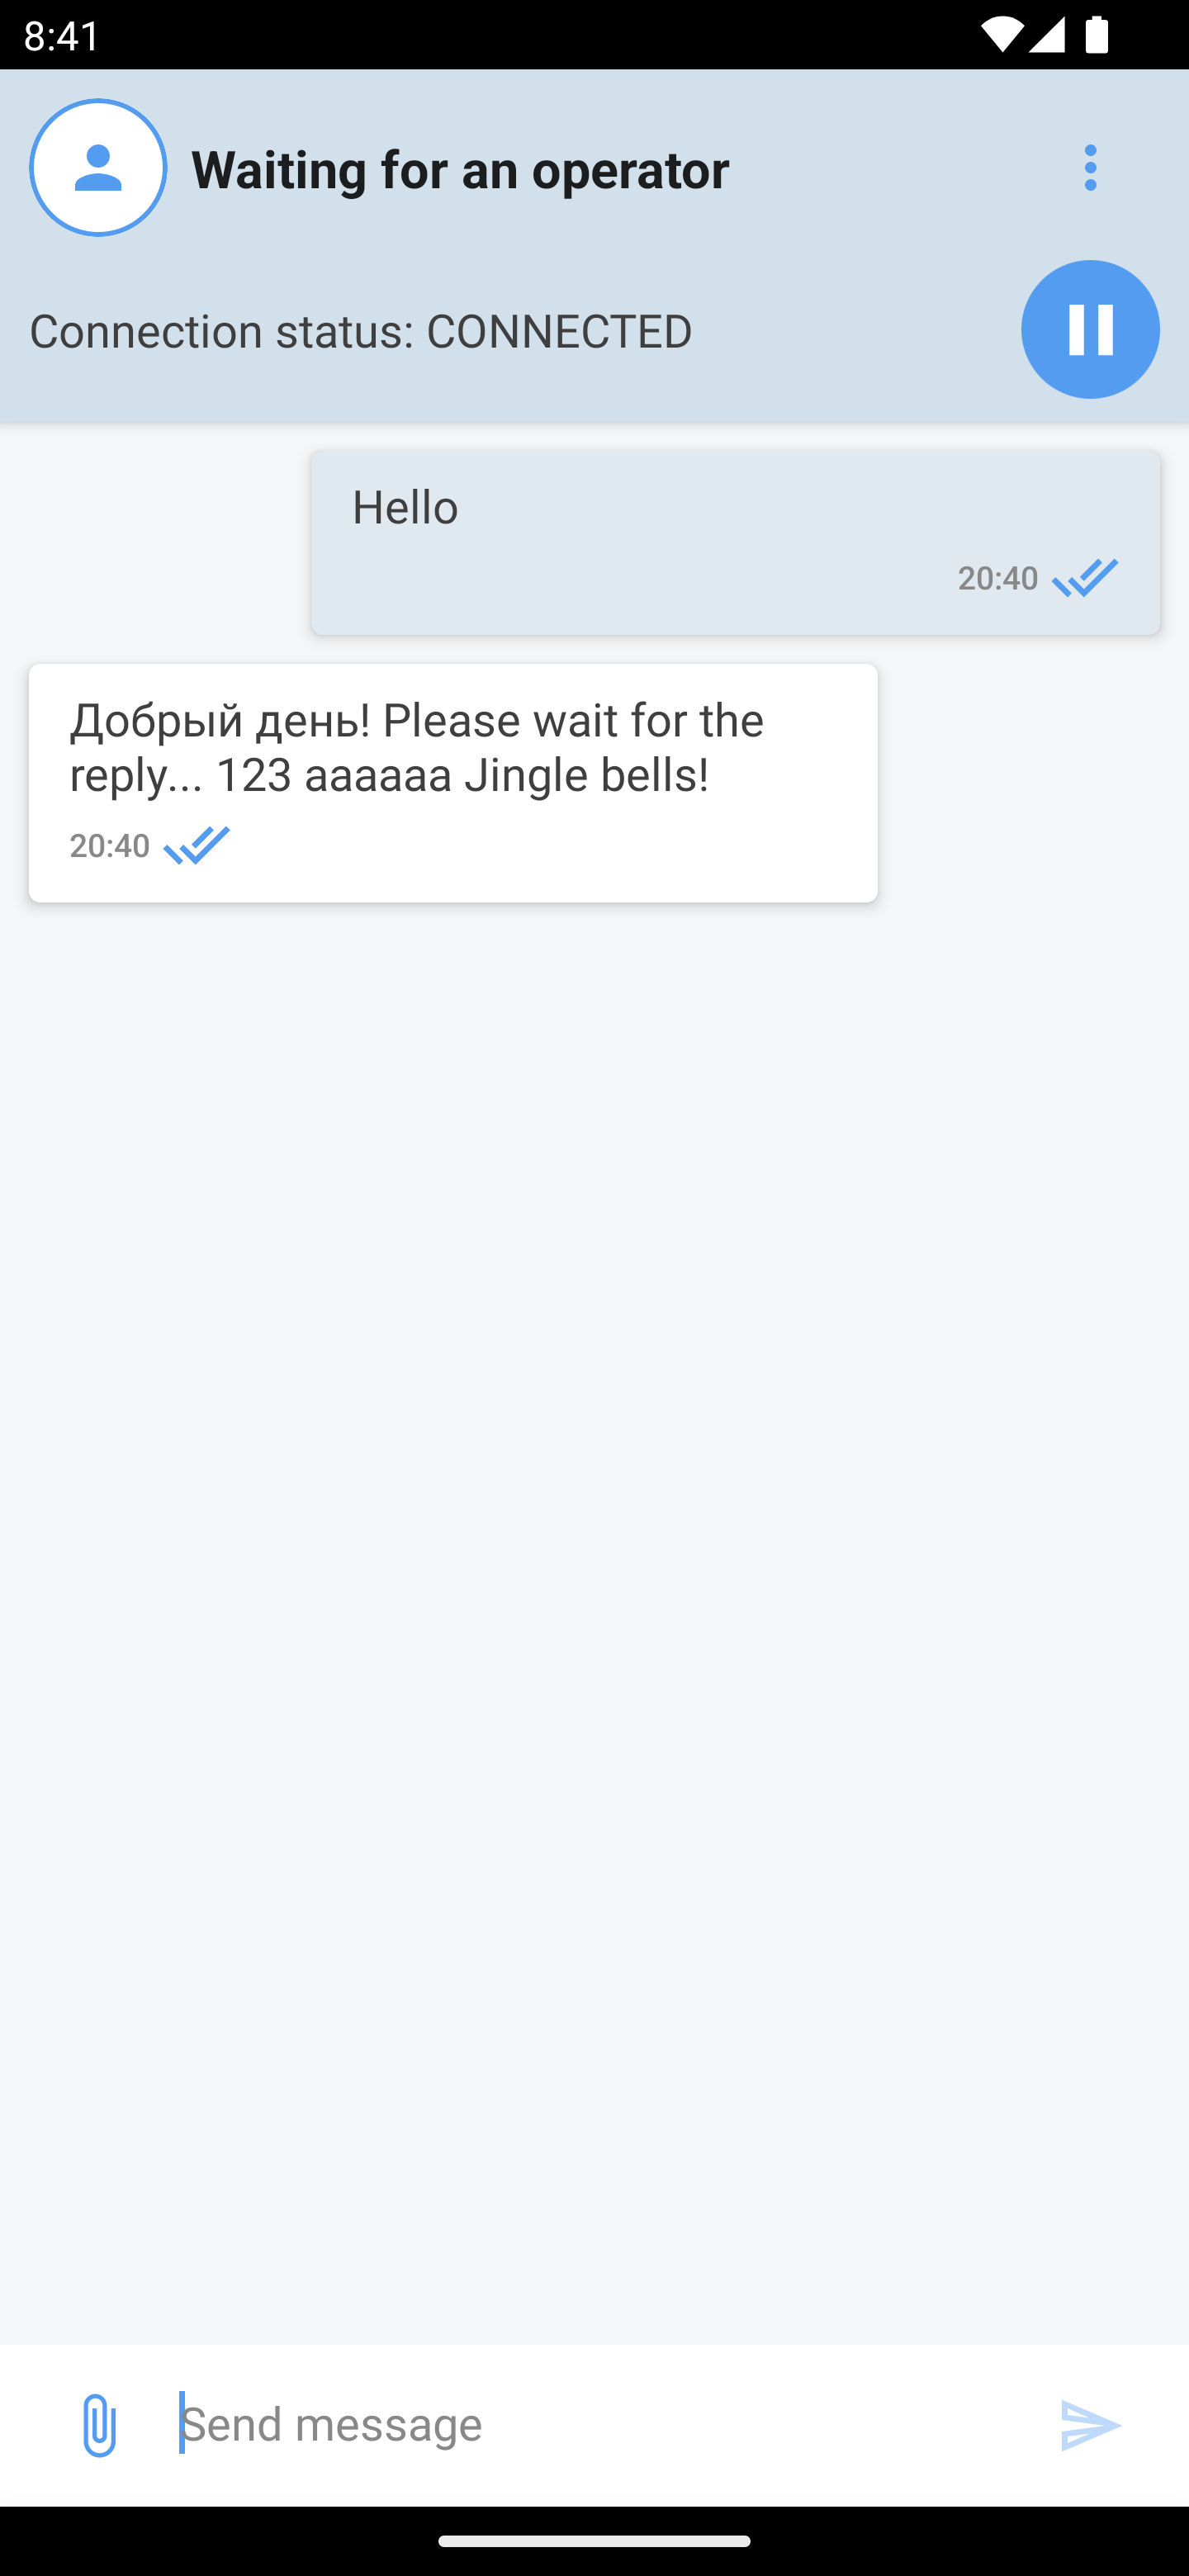 8:41
Waiting for an operator
Connection status: CONNECTED
Hello
20:40
Добрый день! Please wait for the
reply... 123 aaaaaa Jingle bells!
20:40
Send message